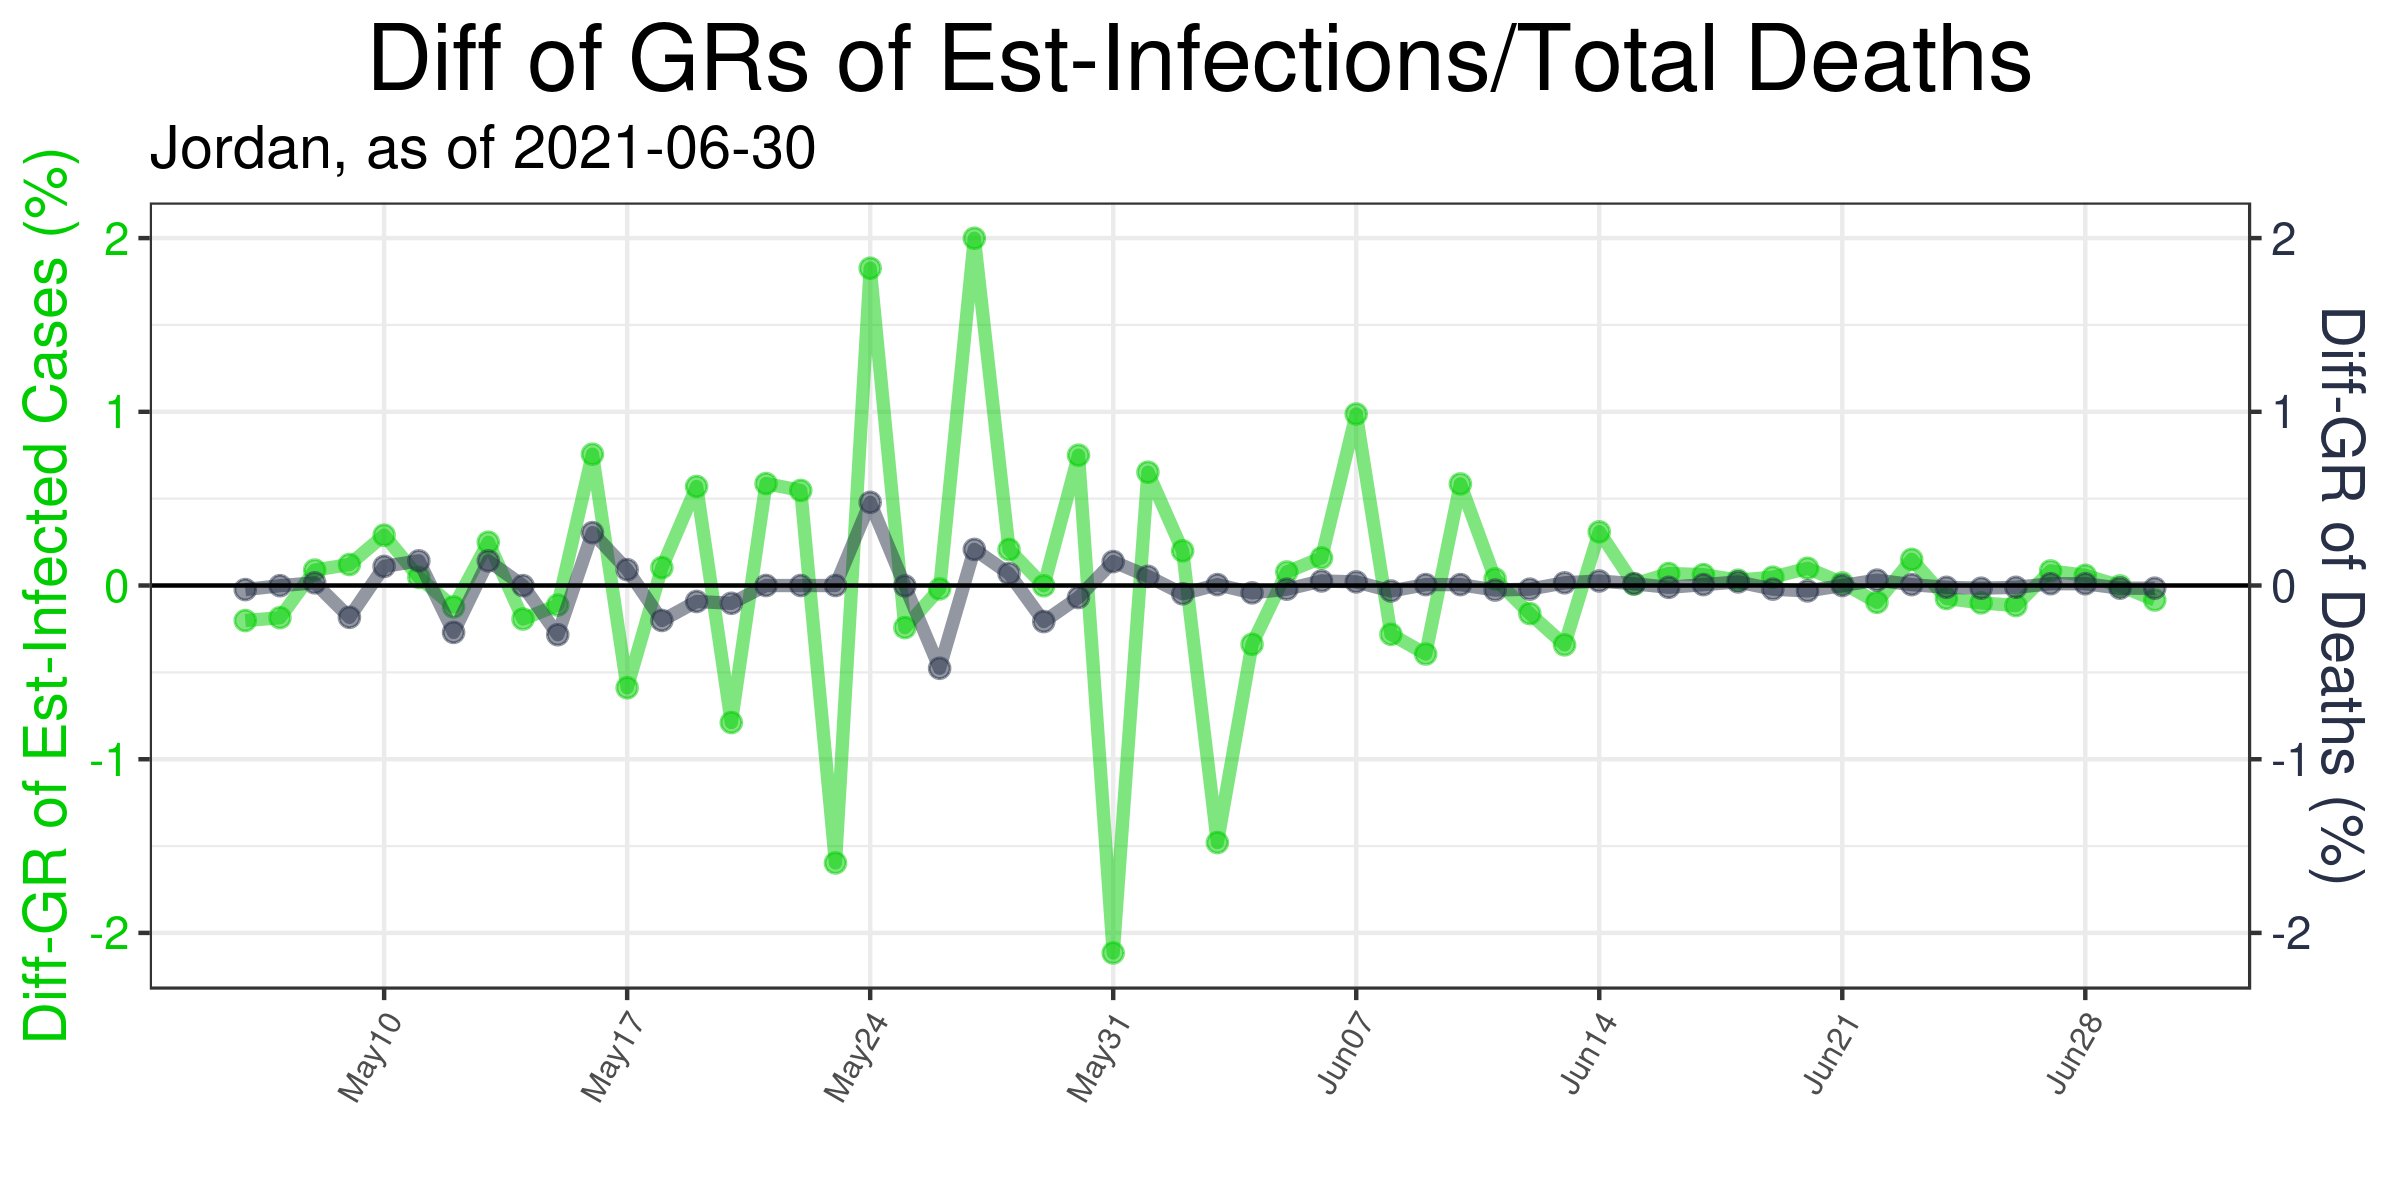 Diff of GRs of Est-Infections/Total Deaths
Jordan, as of 2021-06-30
Diff-GR of Est-Infected Cases (%)
2
1
0
-1
-2
2
1
0
-1
-2
Diff-GR of Deaths (%)
May10
May17
May24
May31
Jun07
Jun14
Jun21
Jun28